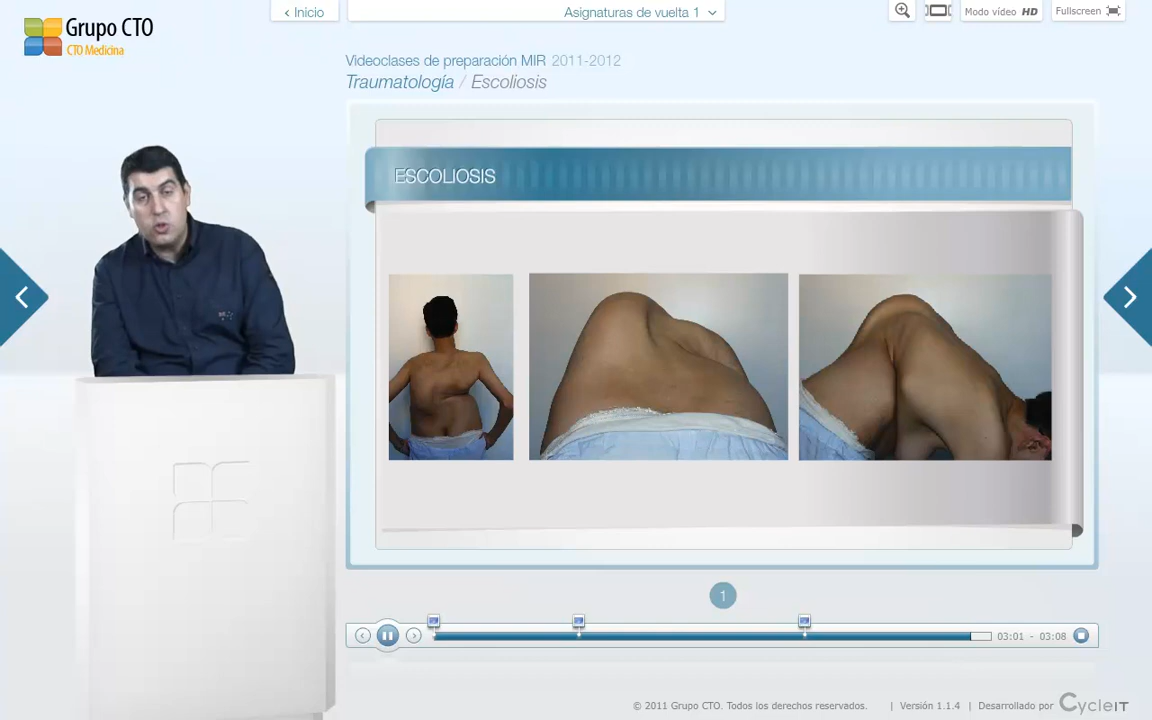 Grupo CTO
CTO Medicina
‹ Inicio
Asignaturas de vuelta 1
Modo vídeo HD
Fullscreen
Videoclases de preparación MIR 2011-2012
Traumatología / Escoliosis
ESCOLIOSIS
1
03:01 - 03:08
© 2011 Grupo CTO. Todos los derechos reservados. | Versión 1.1.4 | Desarrollado por CycleIT